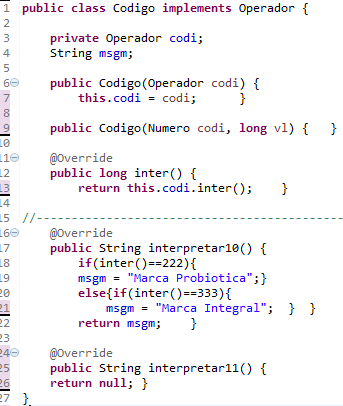 1 public class Codigo implements Operador {
2
3     private Operador codi;
4     String msgm;
5
6     public Codigo(Operador codi) {
7         this.codi = codi;      }
8
9     public Codigo(Numero codi, long vl) {   }
10
11     @Override
12     public long inter() {
13         return this.codi.inter();    }
14
15 //--------------------------------------------
16     @Override
17     public String interpretar10() {
18         if(inter()==222){
19         msgm = "Marca Probiotica";}
20         else{if(inter()==333){
21             msgm = "Marca Integral";  }  }
22         return msgm;    }
23
24     @Override
25     public String interpretar11() {
26     return null; }
27 }